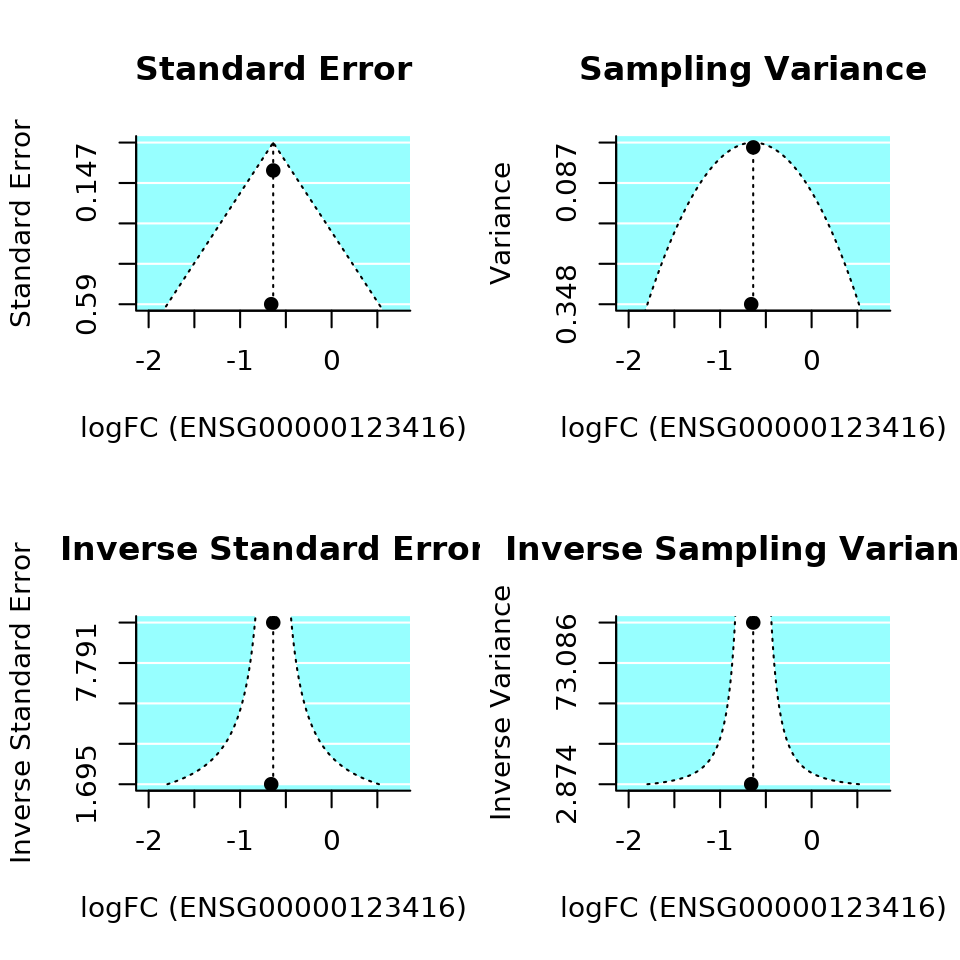 Standard Error
Standard Error
0.147
0.59
-2 -1 0
logFC (ENSG00000123416)
Sampling Variance
Variance
0.087
0.348
-2 -1 0
logFC (ENSG00000123416)
Inverse Standard Error
Inverse Standard Error
7.791
1.695
-2 -1 0
logFC (ENSG00000123416)
Inverse Sampling Varian
Inverse Variance
73.086
2.874
-2 -1 0
logFC (ENSG00000123416)